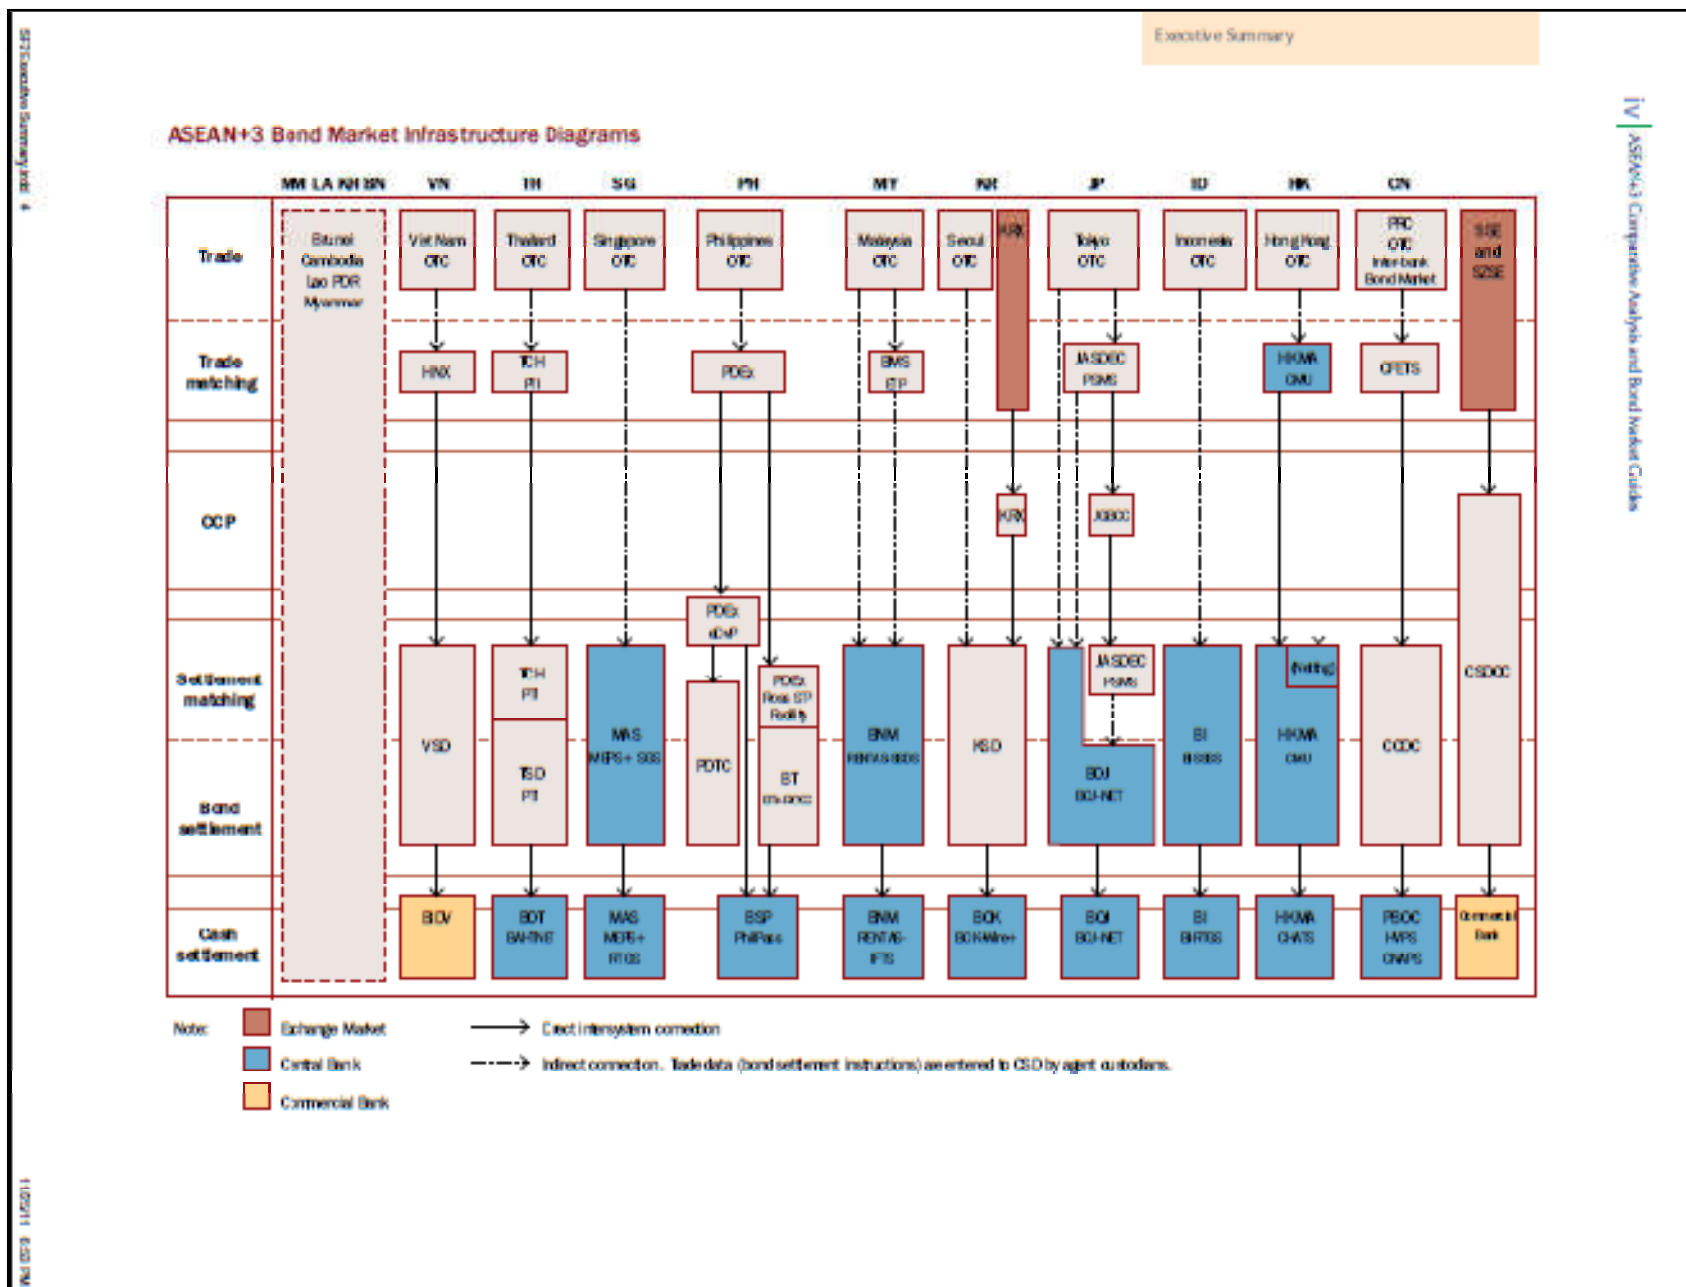 Executive Summary
iv | ASEAN+3 Comparative Analysis and Bond Market Guides
ASEAN+3 Bond Market Infrastructure Diagrams
MM LA KH BN VN TH SG PH MY KR JP ID HK CN
Trade
Brunei
Cambodia
Lao PDR
Myanmar
Viet Nam
OTC
Thailand
OTC
Singapore
OTC
Philippines
OTC
Malaysia
OTC
Seoul
OTC
KRX
Tokyo
OTC
Indonesia
OTC
Hong Kong
OTC
PRC
OTC
Inter-bank
Bond Market
SSE
and
SZSE
Trade
matching
HNX
TCH
PTI
PDEx
BMS
ETP
JASDEC
PSMS
HKMA
CMU
CFETS
CCP
KRX
JGBCC
Settlement
matching
PDEx
eDvP
TCH
PTI
PDEx
Ross STP
Facility
JASDEC
PSMS
(Netting)
CSDCC
Bond
settlement
VSD
TSD
PTI
MAS
MEPS+ SGS
PDTC
BT
BNM
RENTAS-SSDS
KSD
BOJ
BOJ-NET
BI
BI-SSSS
HKMA
CMU
CCDC
Cash
settlement
BIDV
BOT
BAHTNET
MAS
MEPS+
RTGS
BSP
PhilPass
BNM
RENTAS-
IFTS
BOK
BOK-Wire+
BOJ
BOJ-NET
BI
BI-RTGS
HKMA
CHATS
PBOC
HVPS
CNAPS
Commercial
Bank
Note:
Exchange Market
Direct intersystem connection
Central Bank
Indirect connection. Trade data (bond settlement instructions) are entered to CSD by agent custodians.
Commercial Bank